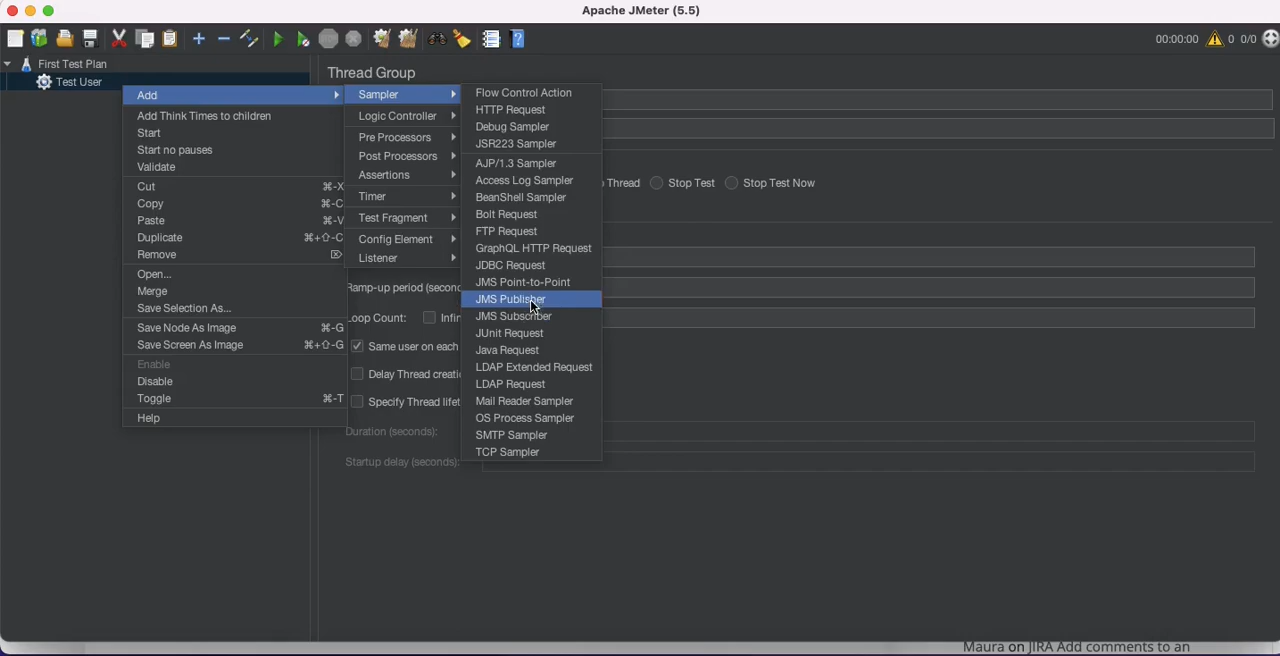 Apache JMeter (5.5)
00:00:00 0 0/0
First Test Plan
Test User
Thread Group
Add
Add Think Times to children
Start
Start no pauses
Validate
Cut ⌘-X
Copy ⌘-C
Paste ⌘-V
Duplicate ⌘+⇧-C
Remove ⌦
Open...
Merge
Save Selection As...
Save Node As Image ⌘-G
Save Screen As Image ⌘+⇧-G
Enable
Disable
Toggle ⌘-T
Help
Sampler
Logic Controller
Pre Processors
Post Processors
Assertions
Timer
Test Fragment
Config Element
Listener
Flow Control Action
HTTP Request
Debug Sampler
JSR223 Sampler
AJP/1.3 Sampler
Access Log Sampler
BeanShell Sampler
Bolt Request
FTP Request
GraphQL HTTP Request
JDBC Request
JMS Point-to-Point
JMS Publisher
JMS Subscriber
JUnit Request
Java Request
LDAP Extended Request
LDAP Request
Mail Reader Sampler
OS Process Sampler
SMTP Sampler
TCP Sampler
Thread Stop Test Stop Test Now
Ramp-up period (secon
Loop Count: Infin
Same user on each
Delay Thread creati
Specify Thread lifet
Duration (seconds):
Startup delay (seconds):
Maura on JIRA Add comments to an